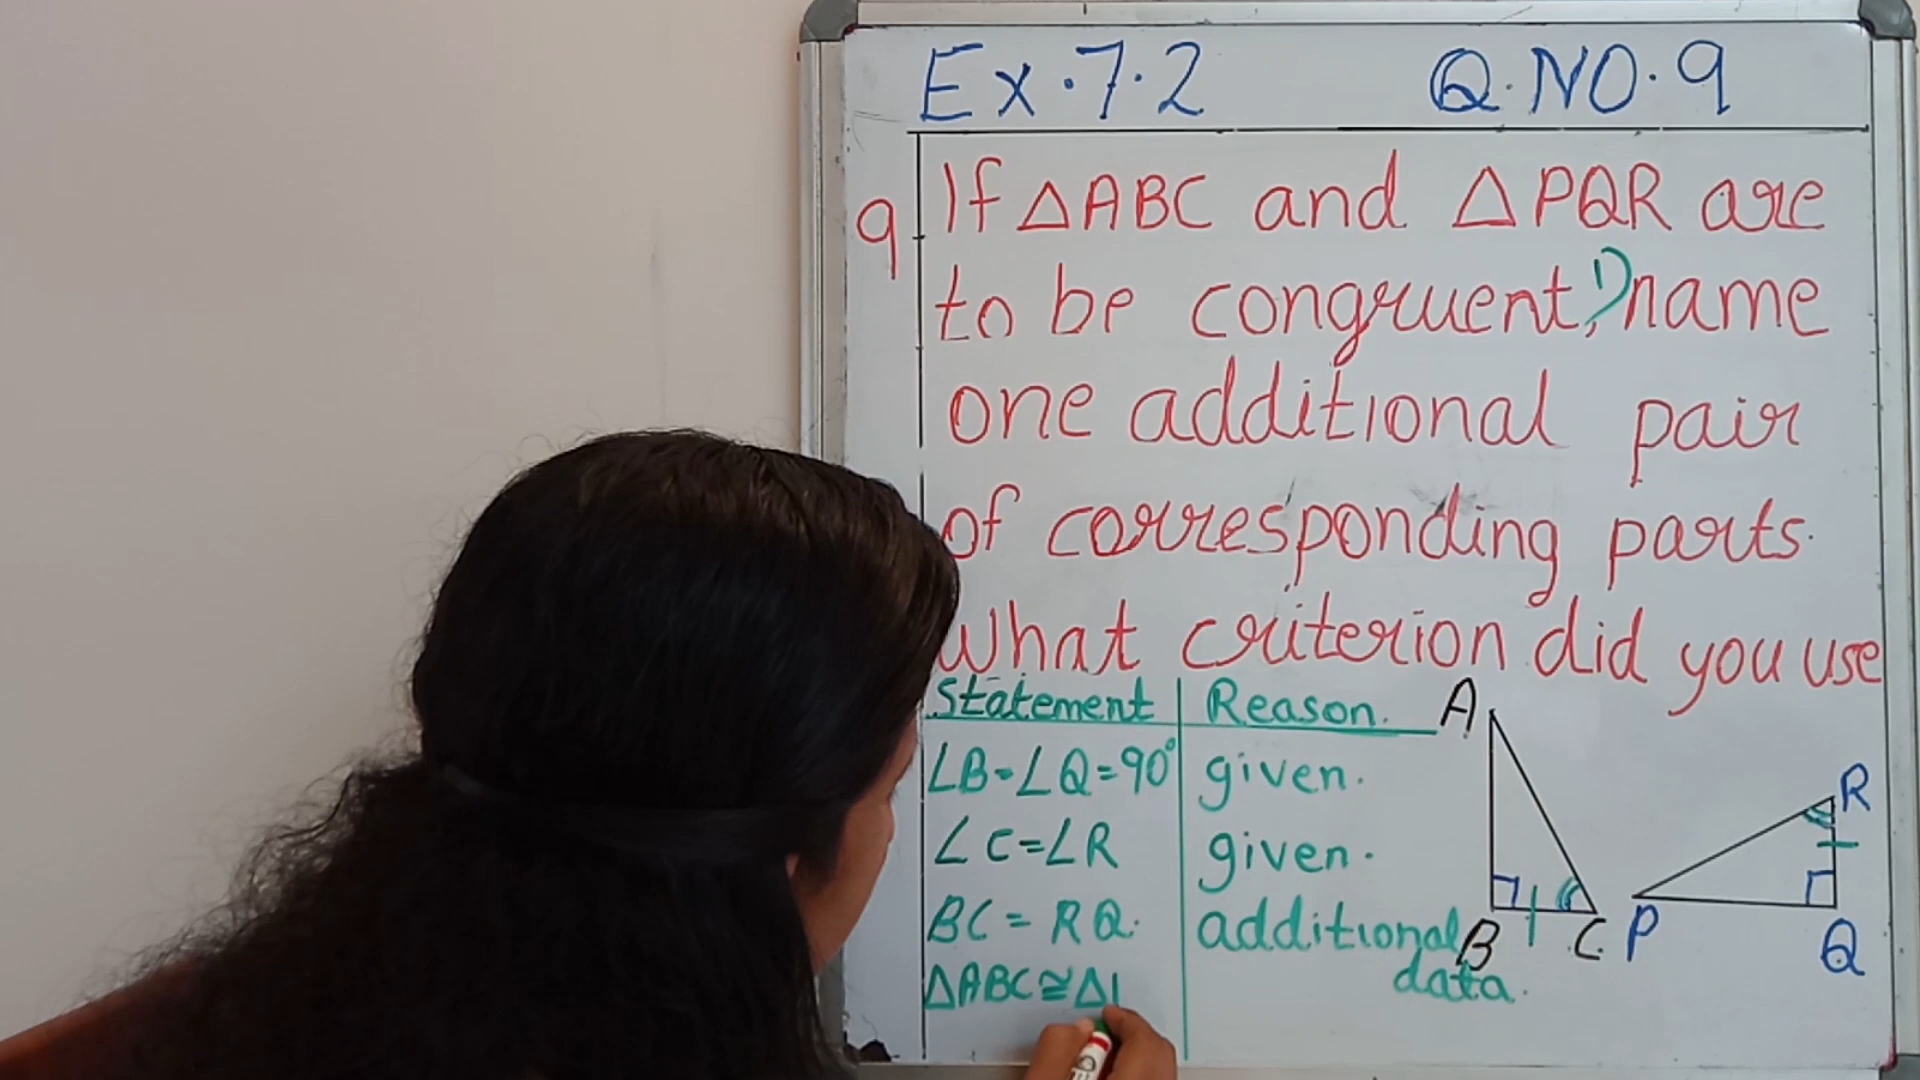 Ex.7.2 Q.NO.9
9 If △ABC and △PQR are
to be congruent, 1) name
one additional pair
of corresponding parts.
What criterion did you use
Statement Reason.
∠B=∠Q=90° given.
∠C=∠R given.
BC = RQ. additional
data.
△ABC≅△
A
B
C
P
Q
R